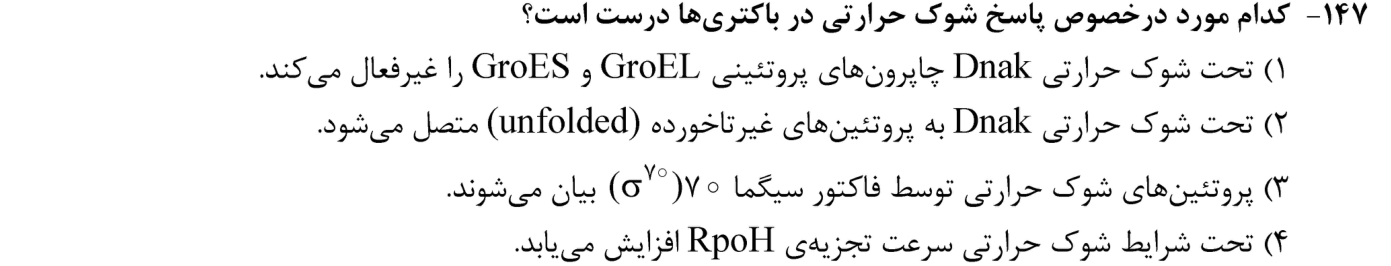 ۱۴۷- کدام مورد درخصوص پاسخ شوک حرارتی در باکتری‌ها درست است؟
۱) تحت شوک حرارتی Dnak چاپرون‌های پروتئینی GroEL و GroES را غیرفعال می‌کند.
۲) تحت شوک حرارتی Dnak به پروتئین‌های غیرتاخورده (unfolded) متصل می‌شود.
۳) پروتئین‌های شوک حرارتی توسط فاکتور سیگما ۷۰(σ^۷۰) بیان می‌شوند.
۴) تحت شرایط شوک حرارتی سرعت تجزیه‌ی RpoH افزایش می‌یابد.